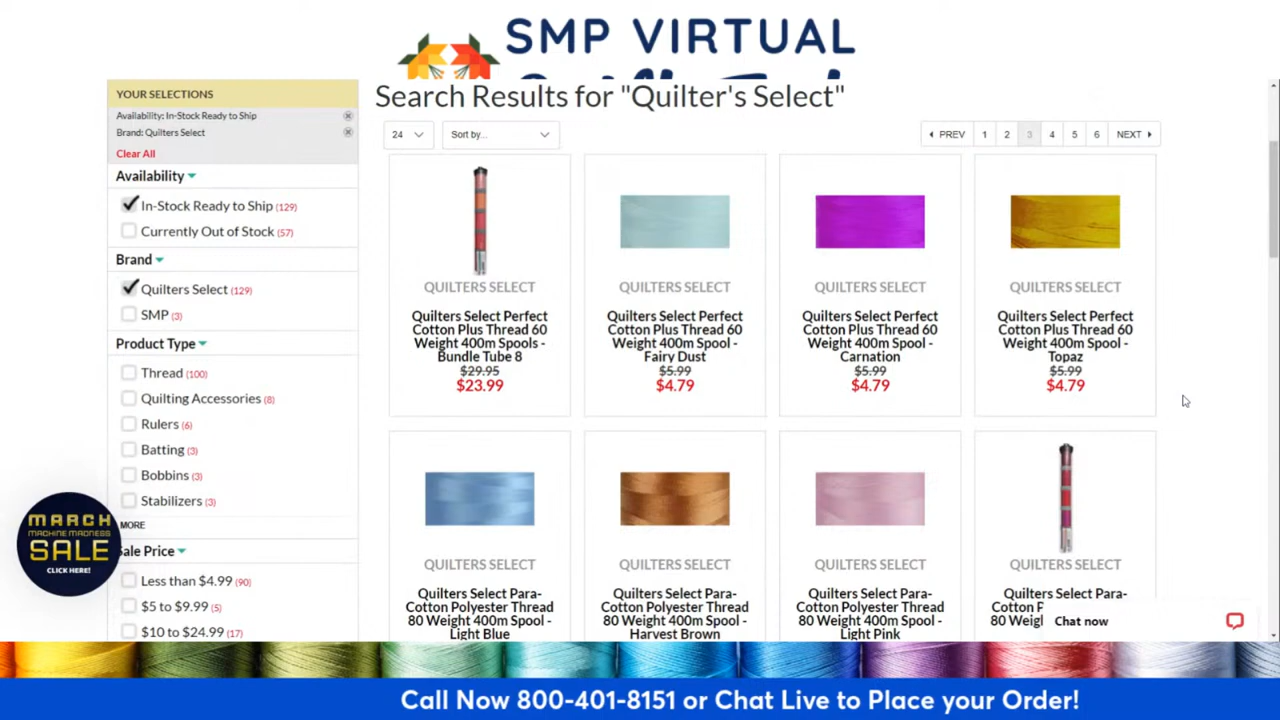 SMP VIRTUAL
YOUR SELECTIONS
Availability: In-Stock Ready to Ship
Brand: Quilters Select
Clear All
Availability
In-Stock Ready to Ship (129)
Currently Out of Stock (57)
Brand
Quilters Select (129)
SMP (3)
Product Type
Thread (100)
Quilting Accessories (8)
Rulers (6)
Batting (3)
Bobbins (3)
Stabilizers (3)
MORE
Sale Price
Less than $4.99 (90)
$5 to $9.99 (5)
$10 to $24.99 (17)
MARCH
MACHINE MADNESS
SALE
CLICK HERE!
Search Results for "Quilter's Select"
24
Sort by...
PREV 1 2 3 4 5 6 NEXT
QUILTERS SELECT
Quilters Select Perfect
Cotton Plus Thread 60
Weight 400m Spools -
Bundle Tube 8
$29.95
$23.99
QUILTERS SELECT
Quilters Select Perfect
Cotton Plus Thread 60
Weight 400m Spool -
Fairy Dust
$5.99
$4.79
QUILTERS SELECT
Quilters Select Perfect
Cotton Plus Thread 60
Weight 400m Spool -
Carnation
$5.99
$4.79
QUILTERS SELECT
Quilters Select Perfect
Cotton Plus Thread 60
Weight 400m Spool -
Topaz
$5.99
$4.79
QUILTERS SELECT
Quilters Select Para-
Cotton Polyester Thread
80 Weight 400m Spool -
Light Blue
QUILTERS SELECT
Quilters Select Para-
Cotton Polyester Thread
80 Weight 400m Spool -
Harvest Brown
QUILTERS SELECT
Quilters Select Para-
Cotton Polyester Thread
80 Weight 400m Spool -
Light Pink
QUILTERS SELECT
Quilters Select Para-
Cotton
80
Chat now
Call Now 800-401-8151 or Chat Live to Place your Order!